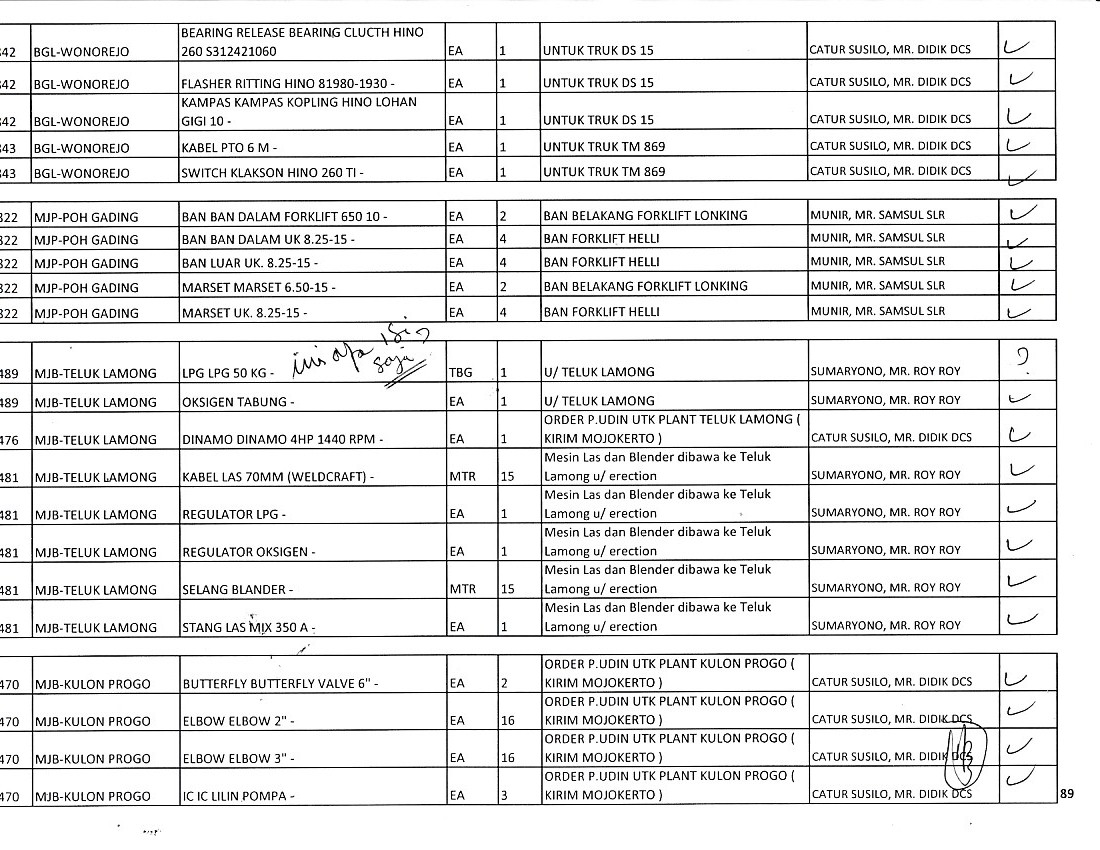 BEARING RELEASE BEARING CLUCTH HINO
842 BGL-WONOREJO 260 S312421060 EA 1 UNTUK TRUK DS 15 CATUR SUSILO, MR. DIDIK DCS
842 BGL-WONOREJO FLASHER RITTING HINO 81980-1930 - EA 1 UNTUK TRUK DS 15 CATUR SUSILO, MR. DIDIK DCS
KAMPAS KAMPAS KOPLING HINO LOHAN
842 BGL-WONOREJO GIGI 10 - EA 1 UNTUK TRUK DS 15 CATUR SUSILO, MR. DIDIK DCS
843 BGL-WONOREJO KABEL PTO 6 M - EA 1 UNTUK TRUK TM 869 CATUR SUSILO, MR. DIDIK DCS
843 BGL-WONOREJO SWITCH KLAKSON HINO 260 TI - EA 1 UNTUK TRUK TM 869 CATUR SUSILO, MR. DIDIK DCS
322 MJP-POH GADING BAN BAN DALAM FORKLIFT 650 10 - EA 2 BAN BELAKANG FORKLIFT LONKING MUNIR, MR. SAMSUL SLR
322 MJP-POH GADING BAN BAN DALAM UK 8.25-15 - EA 4 BAN FORKLIFT HELLI MUNIR, MR. SAMSUL SLR
322 MJP-POH GADING BAN LUAR UK. 8.25-15 - EA 4 BAN FORKLIFT HELLI MUNIR, MR. SAMSUL SLR
322 MJP-POH GADING MARSET MARSET 6.50-15 - EA 2 BAN BELAKANG FORKLIFT LONKING MUNIR, MR. SAMSUL SLR
322 MJP-POH GADING MARSET UK. 8.25-15 - EA 4 BAN FORKLIFT HELLI MUNIR, MR. SAMSUL SLR
ini apa isi
saja
489 MJB-TELUK LAMONG LPG LPG 50 KG - TBG 1 U/ TELUK LAMONG SUMARYONO, MR. ROY ROY ?
489 MJB-TELUK LAMONG OKSIGEN TABUNG - EA 1 U/ TELUK LAMONG SUMARYONO, MR. ROY ROY
ORDER P.UDIN UTK PLANT TELUK LAMONG (
476 MJB-TELUK LAMONG DINAMO DINAMO 4HP 1440 RPM - EA 1 KIRIM MOJOKERTO ) CATUR SUSILO, MR. DIDIK DCS
Mesin Las dan Blender dibawa ke Teluk
481 MJB-TELUK LAMONG KABEL LAS 70MM (WELDCRAFT) - MTR 15 Lamong u/ erection SUMARYONO, MR. ROY ROY
Mesin Las dan Blender dibawa ke Teluk
481 MJB-TELUK LAMONG REGULATOR LPG - EA 1 Lamong u/ erection SUMARYONO, MR. ROY ROY
Mesin Las dan Blender dibawa ke Teluk
481 MJB-TELUK LAMONG REGULATOR OKSIGEN - EA 1 Lamong u/ erection SUMARYONO, MR. ROY ROY
Mesin Las dan Blender dibawa ke Teluk
481 MJB-TELUK LAMONG SELANG BLANDER - MTR 15 Lamong u/ erection SUMARYONO, MR. ROY ROY
Mesin Las dan Blender dibawa ke Teluk
481 MJB-TELUK LAMONG STANG LAS MIX 350 A - EA 1 Lamong u/ erection SUMARYONO, MR. ROY ROY
ORDER P.UDIN UTK PLANT KULON PROGO (
470 MJB-KULON PROGO BUTTERFLY BUTTERFLY VALVE 6" - EA 2 KIRIM MOJOKERTO ) CATUR SUSILO, MR. DIDIK DCS
ORDER P.UDIN UTK PLANT KULON PROGO (
470 MJB-KULON PROGO ELBOW ELBOW 2" - EA 16 KIRIM MOJOKERTO ) CATUR SUSILO, MR. DIDIK DCS
ORDER P.UDIN UTK PLANT KULON PROGO (
470 MJB-KULON PROGO ELBOW ELBOW 3" - EA 16 KIRIM MOJOKERTO ) CATUR SUSILO, MR. DIDIK DCS
ORDER P.UDIN UTK PLANT KULON PROGO (
470 MJB-KULON PROGO IC IC LILIN POMPA - EA 3 KIRIM MOJOKERTO ) CATUR SUSILO, MR. DIDIK DCS
89